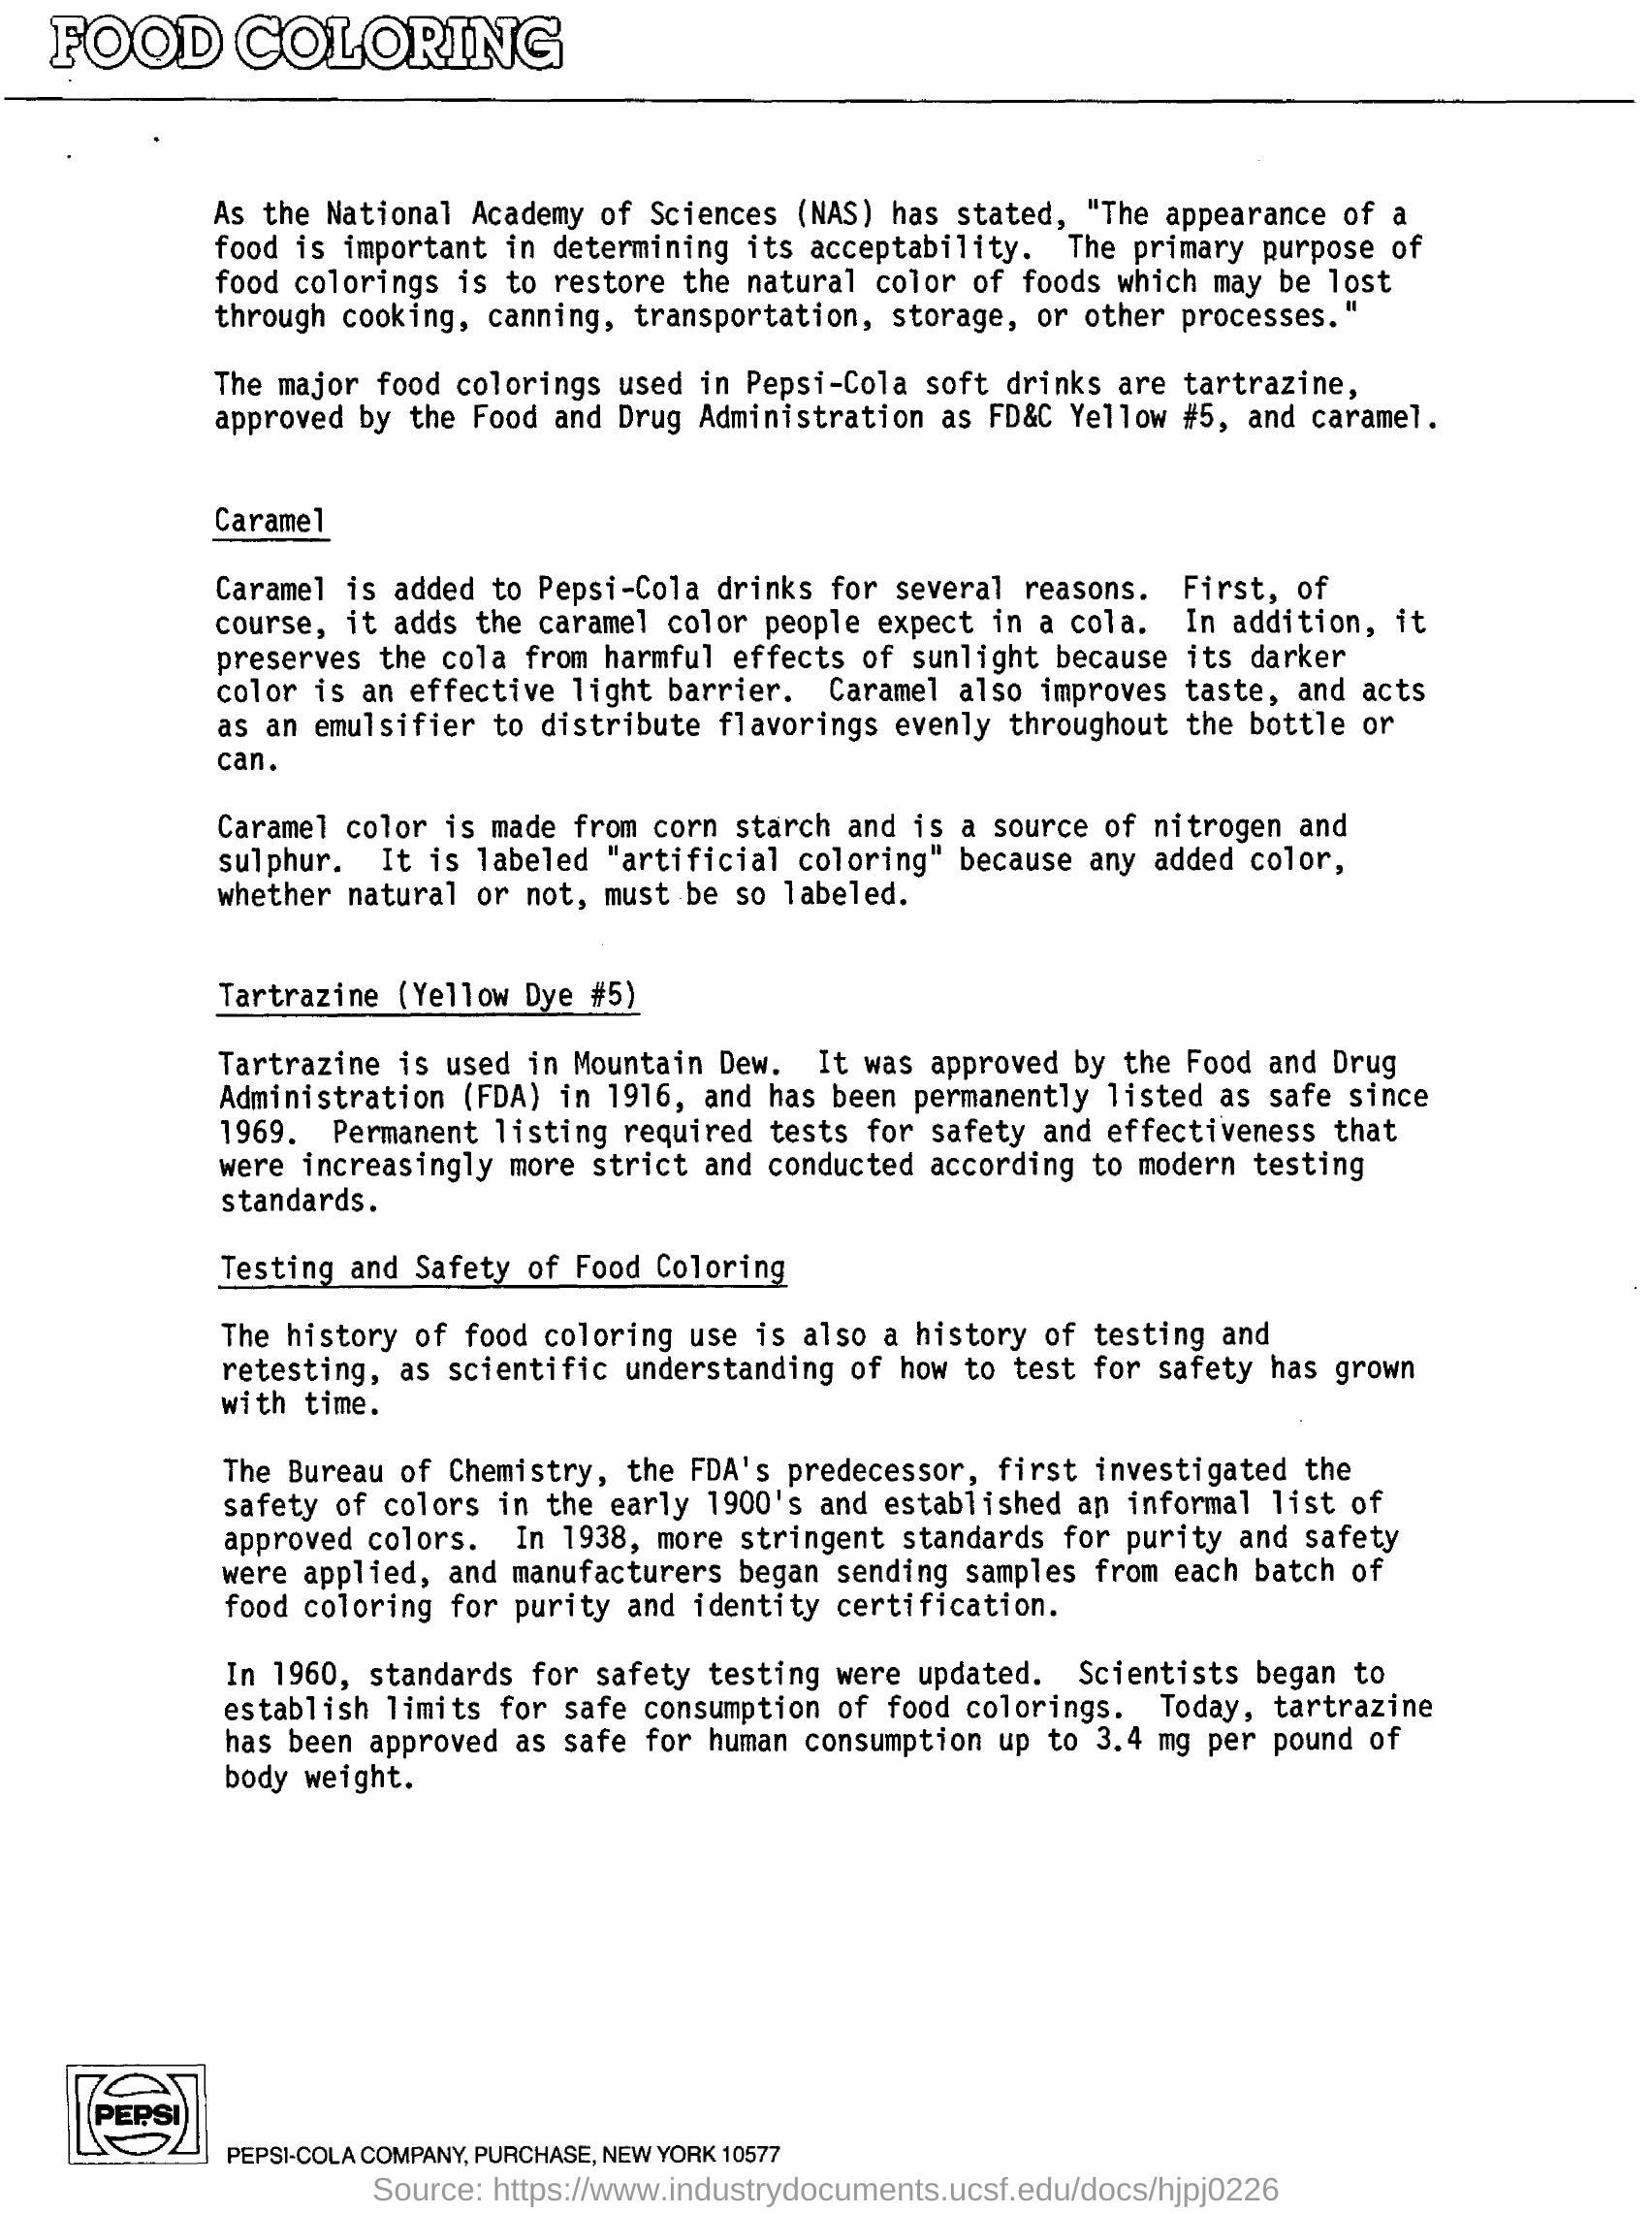 FOOD COLORING
As the National Academy of Sciences (NAS) has stated, "The appearance of a
food is important in determining its acceptability. The primary purpose of
food colorings is to restore the natural color of foods which may be lost
through cooking, canning, transportation, storage, or other processes."
The major food colorings used in Pepsi-Cola soft drinks are tartrazine,
approved by the Food and Drug Administration as FD&C Yellow #5, and caramel.
Caramel
Caramel is added to Pepsi-Cola drinks for several reasons. First, of
course, it adds the caramel color people expect in a cola. In addition, it
preserves the cola from harmful effects of sunlight because its darker
color is an effective light barrier. Caramel also improves taste, and acts
as an emulsifier to distribute flavorings evenly throughout the bottle or
can.
Caramel color is made from corn starch and is a source of nitrogen and
sulphur. It is labeled "artificial coloring" because any added color,
whether natural or not, must be so labeled.
Tartrazine (Yellow Dye #5)
Tartrazine is used in Mountain Dew. It was approved by the Food and Drug
Administration (FDA) in 1916, and has been permanently listed as safe since
1969. Permanent listing required tests for safety and effectiveness that
were increasingly more strict and conducted according to modern testing
standards.
Testing and Safety of Food Coloring
The history of food coloring use is also a history of testing and
retesting, as scientific understanding of how to test for safety has grown
with time.
The Bureau of Chemistry, the FDA's predecessor, first investigated the
safety of colors in the early 1900's and established an informal list of
approved colors. In 1938, more stringent standards for purity and safety
were applied, and manufacturers began sending samples from each batch of
food coloring for purity and identity certification.
In 1960, standards for safety testing were updated. Scientists began to
establish limits for safe consumption of food colorings. Today, tartrazine
has been approved as safe for human consumption up to 3.4 mg per pound of
body weight.
PEPSI
PEPSI-COLA COMPANY, PURCHASE, NEW YORK 10577
Source: https://www.industrydocuments.ucsf.edu/docs/hjpj0226